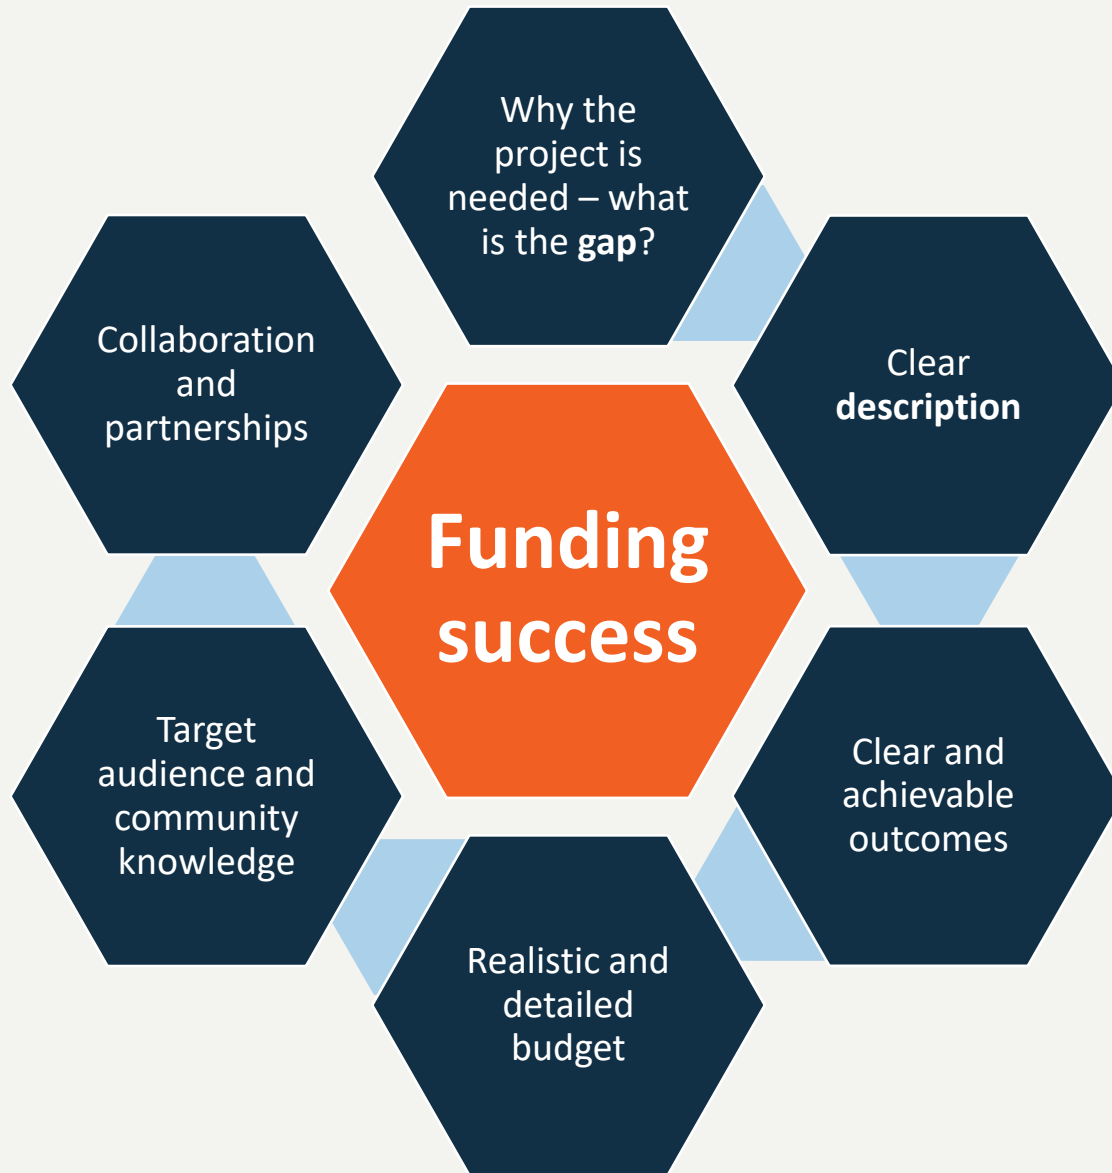 Why the
project is
needed – what
is the gap?
Clear
description
Clear and
achievable
outcomes
Realistic and
detailed
budget
Target
audience and
community
knowledge
Collaboration
and
partnerships
Funding
success